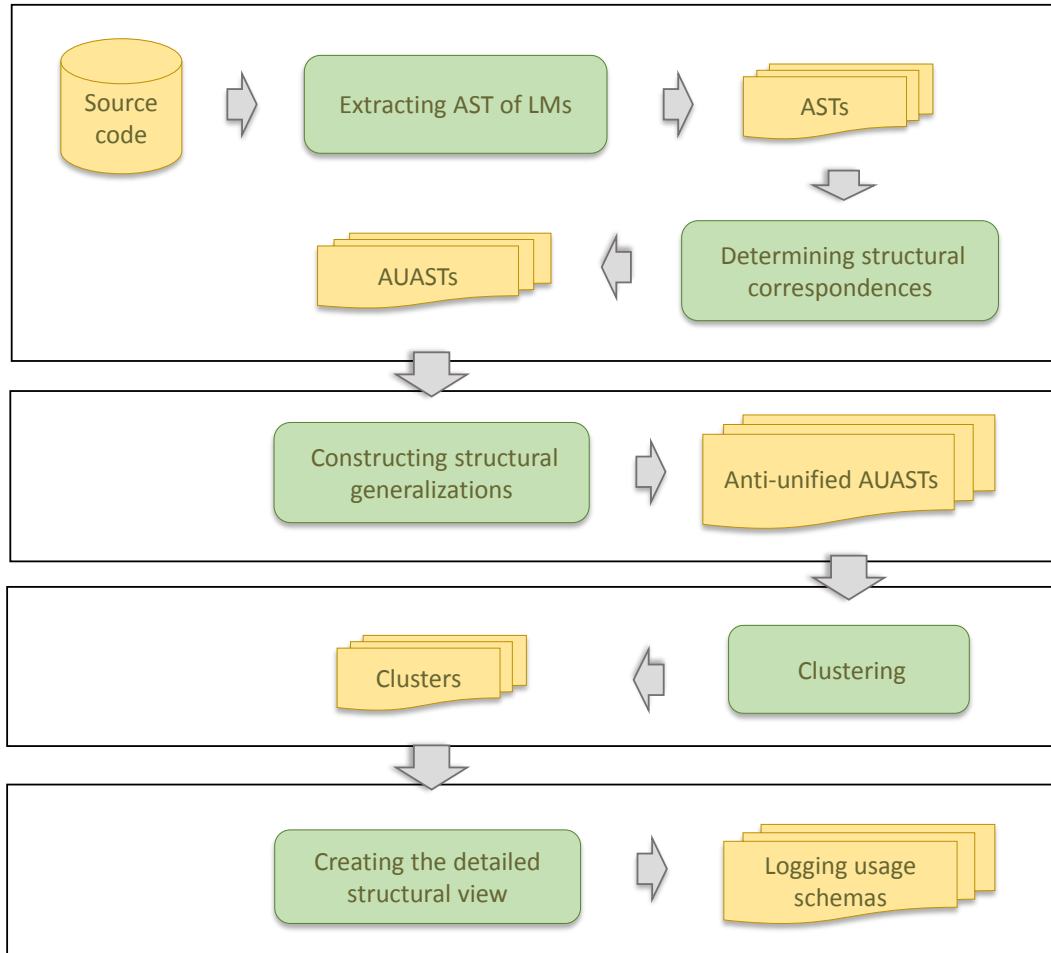 Source
code
Extracting AST of LMs
ASTs
Determining structural
correspondences
AUASTs
Constructing structural
generalizations
Anti-unified AUASTs
Clustering
Clusters
Creating the detailed
structural view
Logging usage
schemas